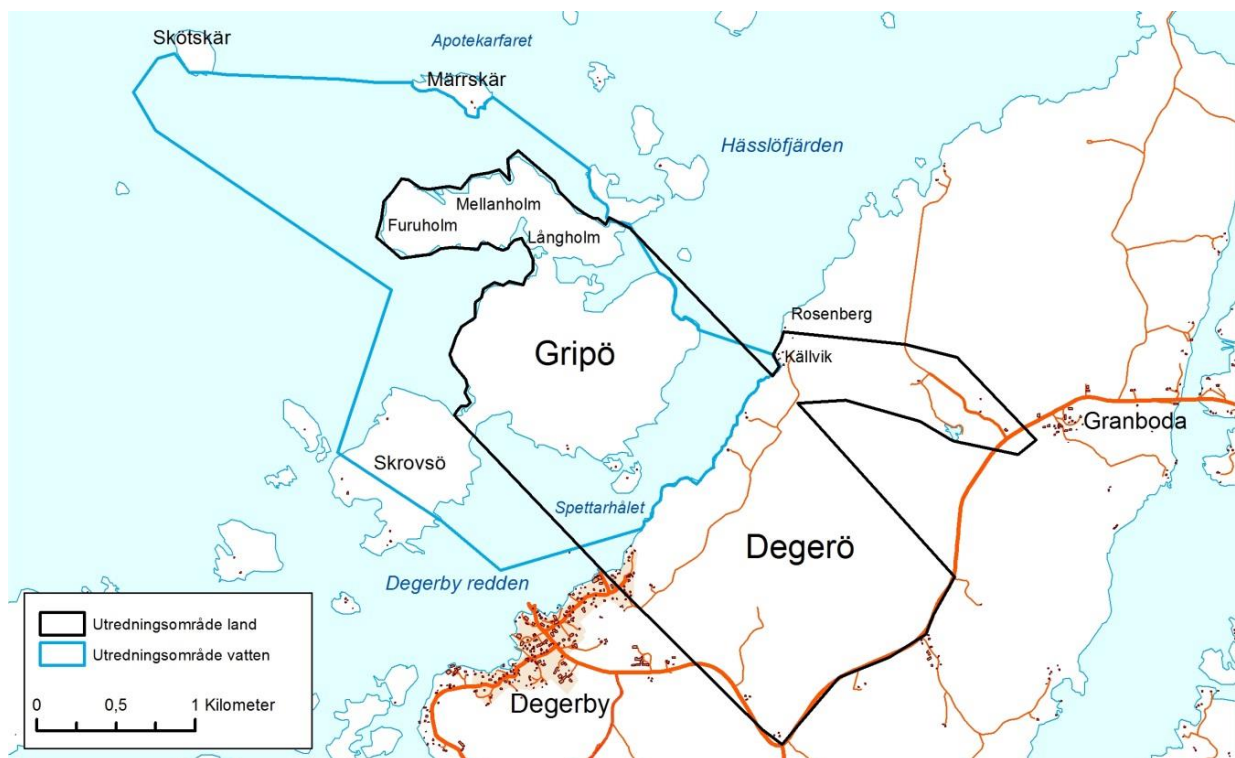 Skötskär
Apotekarfaret
Märrskär
Hässlöfjärden
Mellanholm
Furuholm
Långholm
Rosenberg
Gripö
Källvik
Granboda
Skrovsö
Spettarhålet
Degerö
Degerby redden
Utredningsområde land
Utredningsområde vatten
0 0,5 1 Kilometer
Degerby